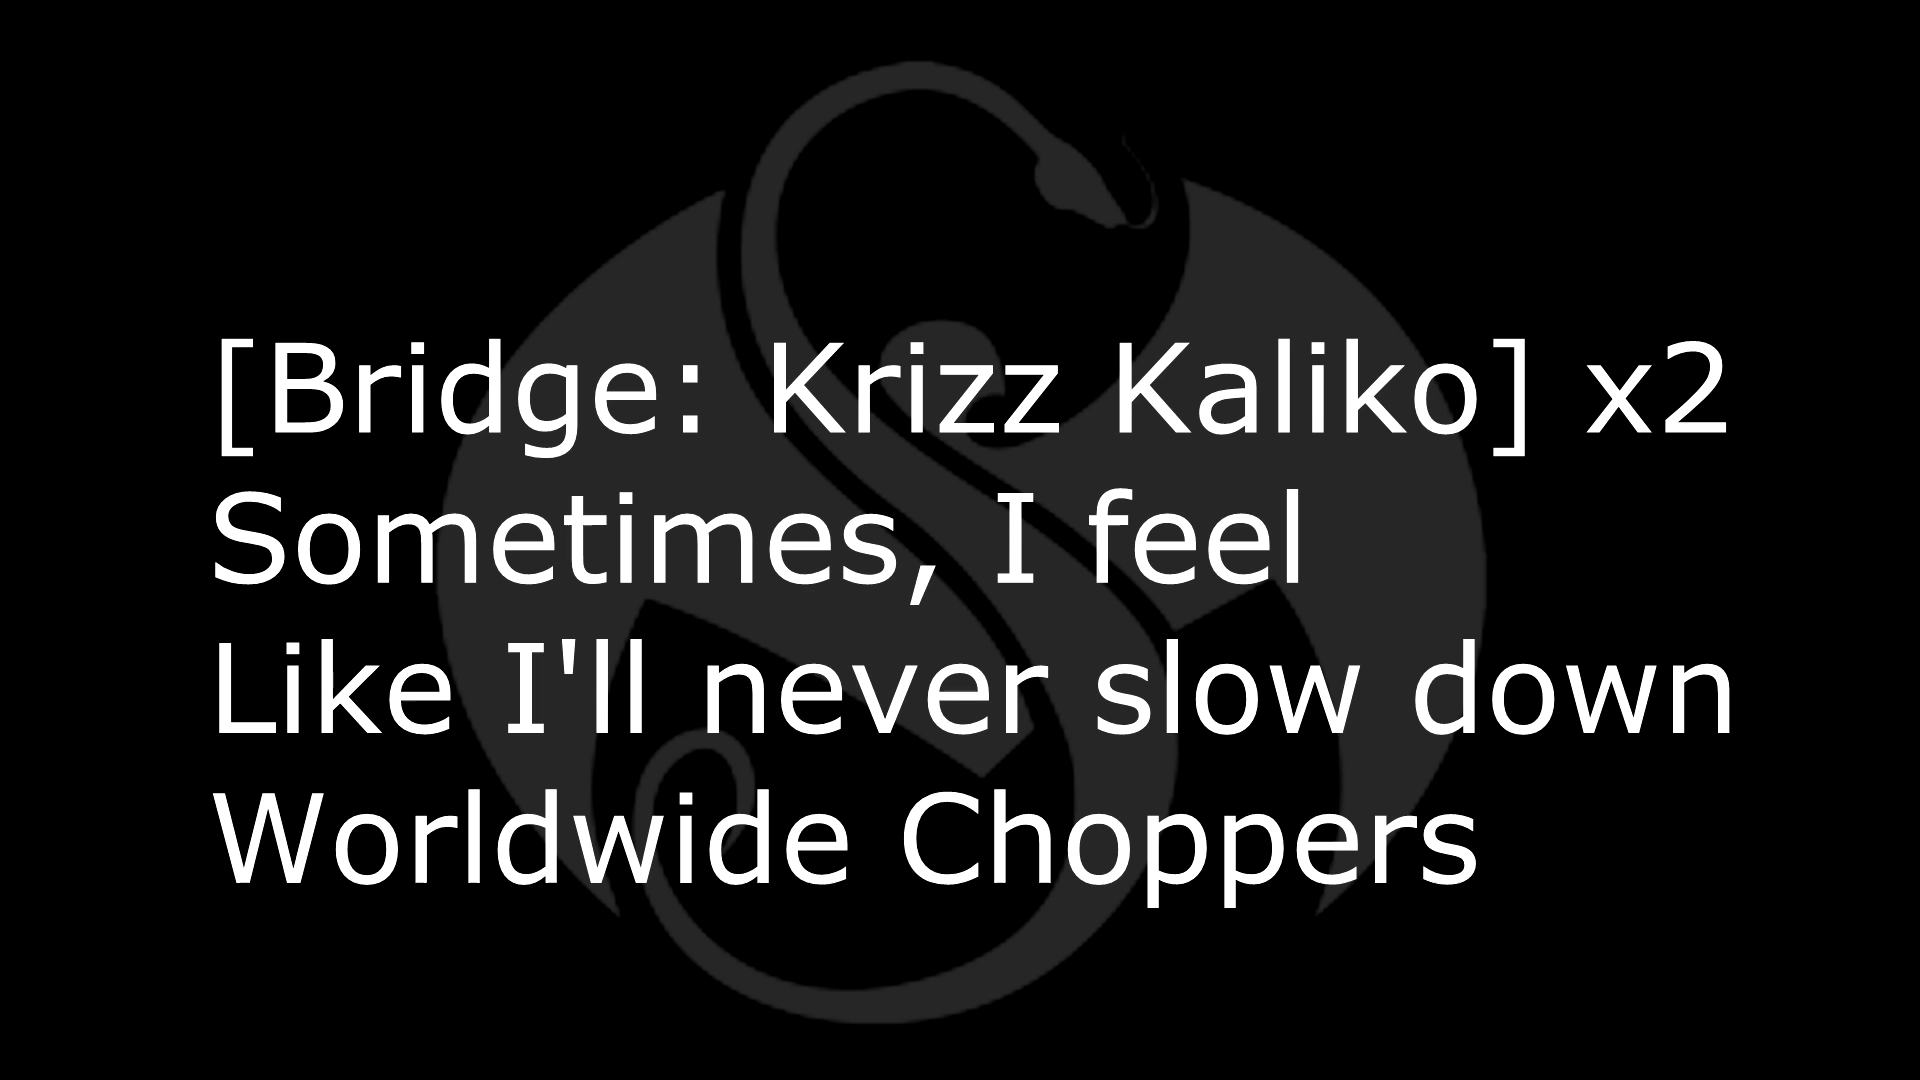 [Bridge: Krizz Kaliko] x2
Sometimes, I feel
Like I'll never slow down
Worldwide Choppers